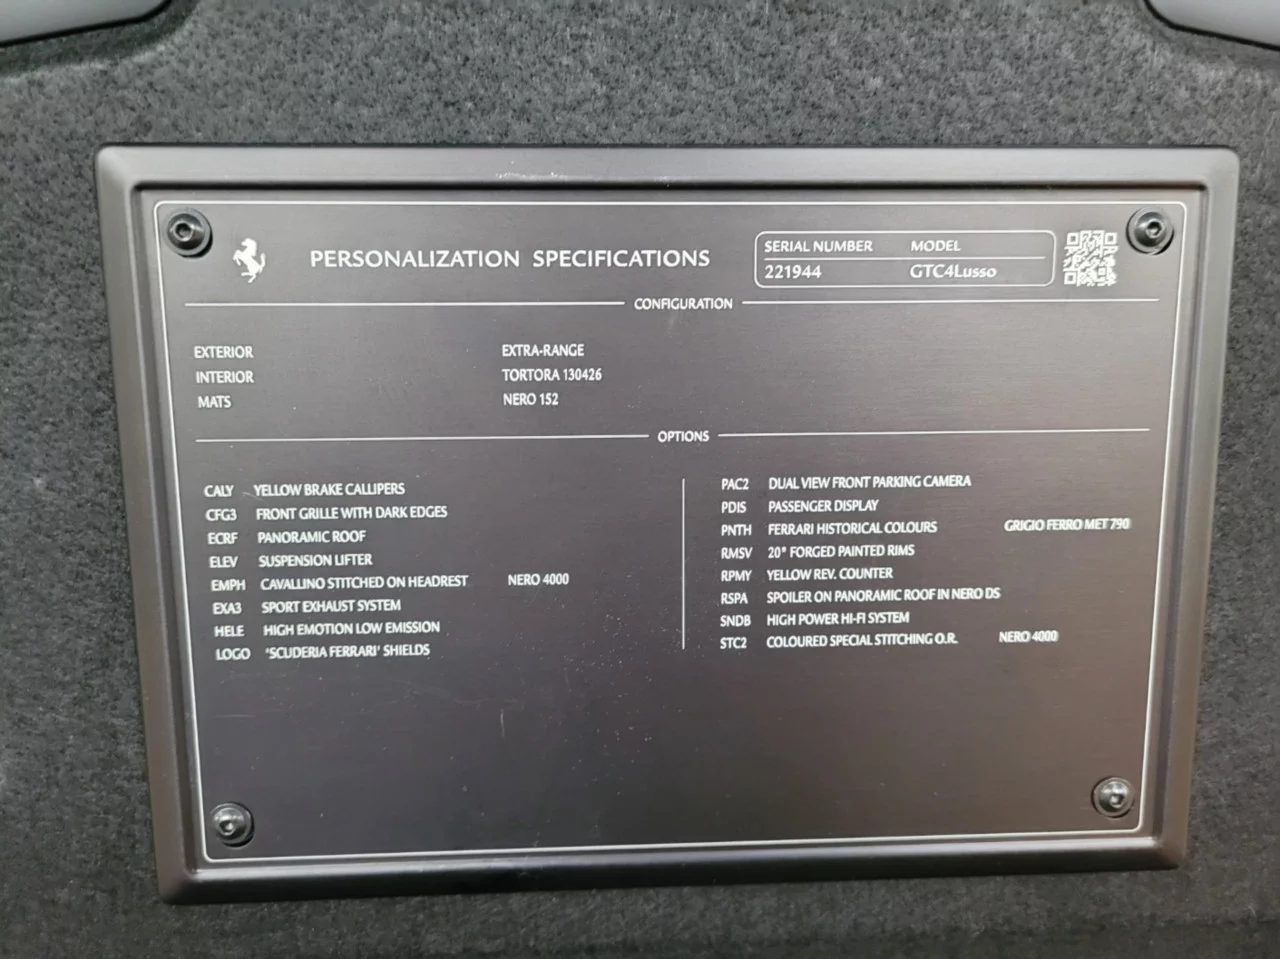 PERSONALIZATION SPECIFICATIONS
SERIAL NUMBER MODEL
221944 GTC4Lusso
CONFIGURATION
EXTERIOR EXTRA-RANGE
INTERIOR TORTORA 130426
MATS NERO 152
OPTIONS
CALY YELLOW BRAKE CALLIPERS
CFG3 FRONT GRILLE WITH DARK EDGES
ECRF PANORAMIC ROOF
ELEV SUSPENSION LIFTER
EMPH CAVALLINO STITCHED ON HEADREST NERO 4000
EXA3 SPORT EXHAUST SYSTEM
HELE HIGH EMOTION LOW EMISSION
LOGO 'SCUDERIA FERRARI' SHIELDS
PAC2 DUAL VIEW FRONT PARKING CAMERA
PDIS PASSENGER DISPLAY
PNTH FERRARI HISTORICAL COLOURS GRIGIO FERRO MET 790
RMSV 20" FORGED PAINTED RIMS
RPMY YELLOW REV. COUNTER
RSPA SPOILER ON PANORAMIC ROOF IN NERO DS
SNDB HIGH POWER HI-FI SYSTEM
STC2 COLOURED SPECIAL STITCHING O.R. NERO 4000